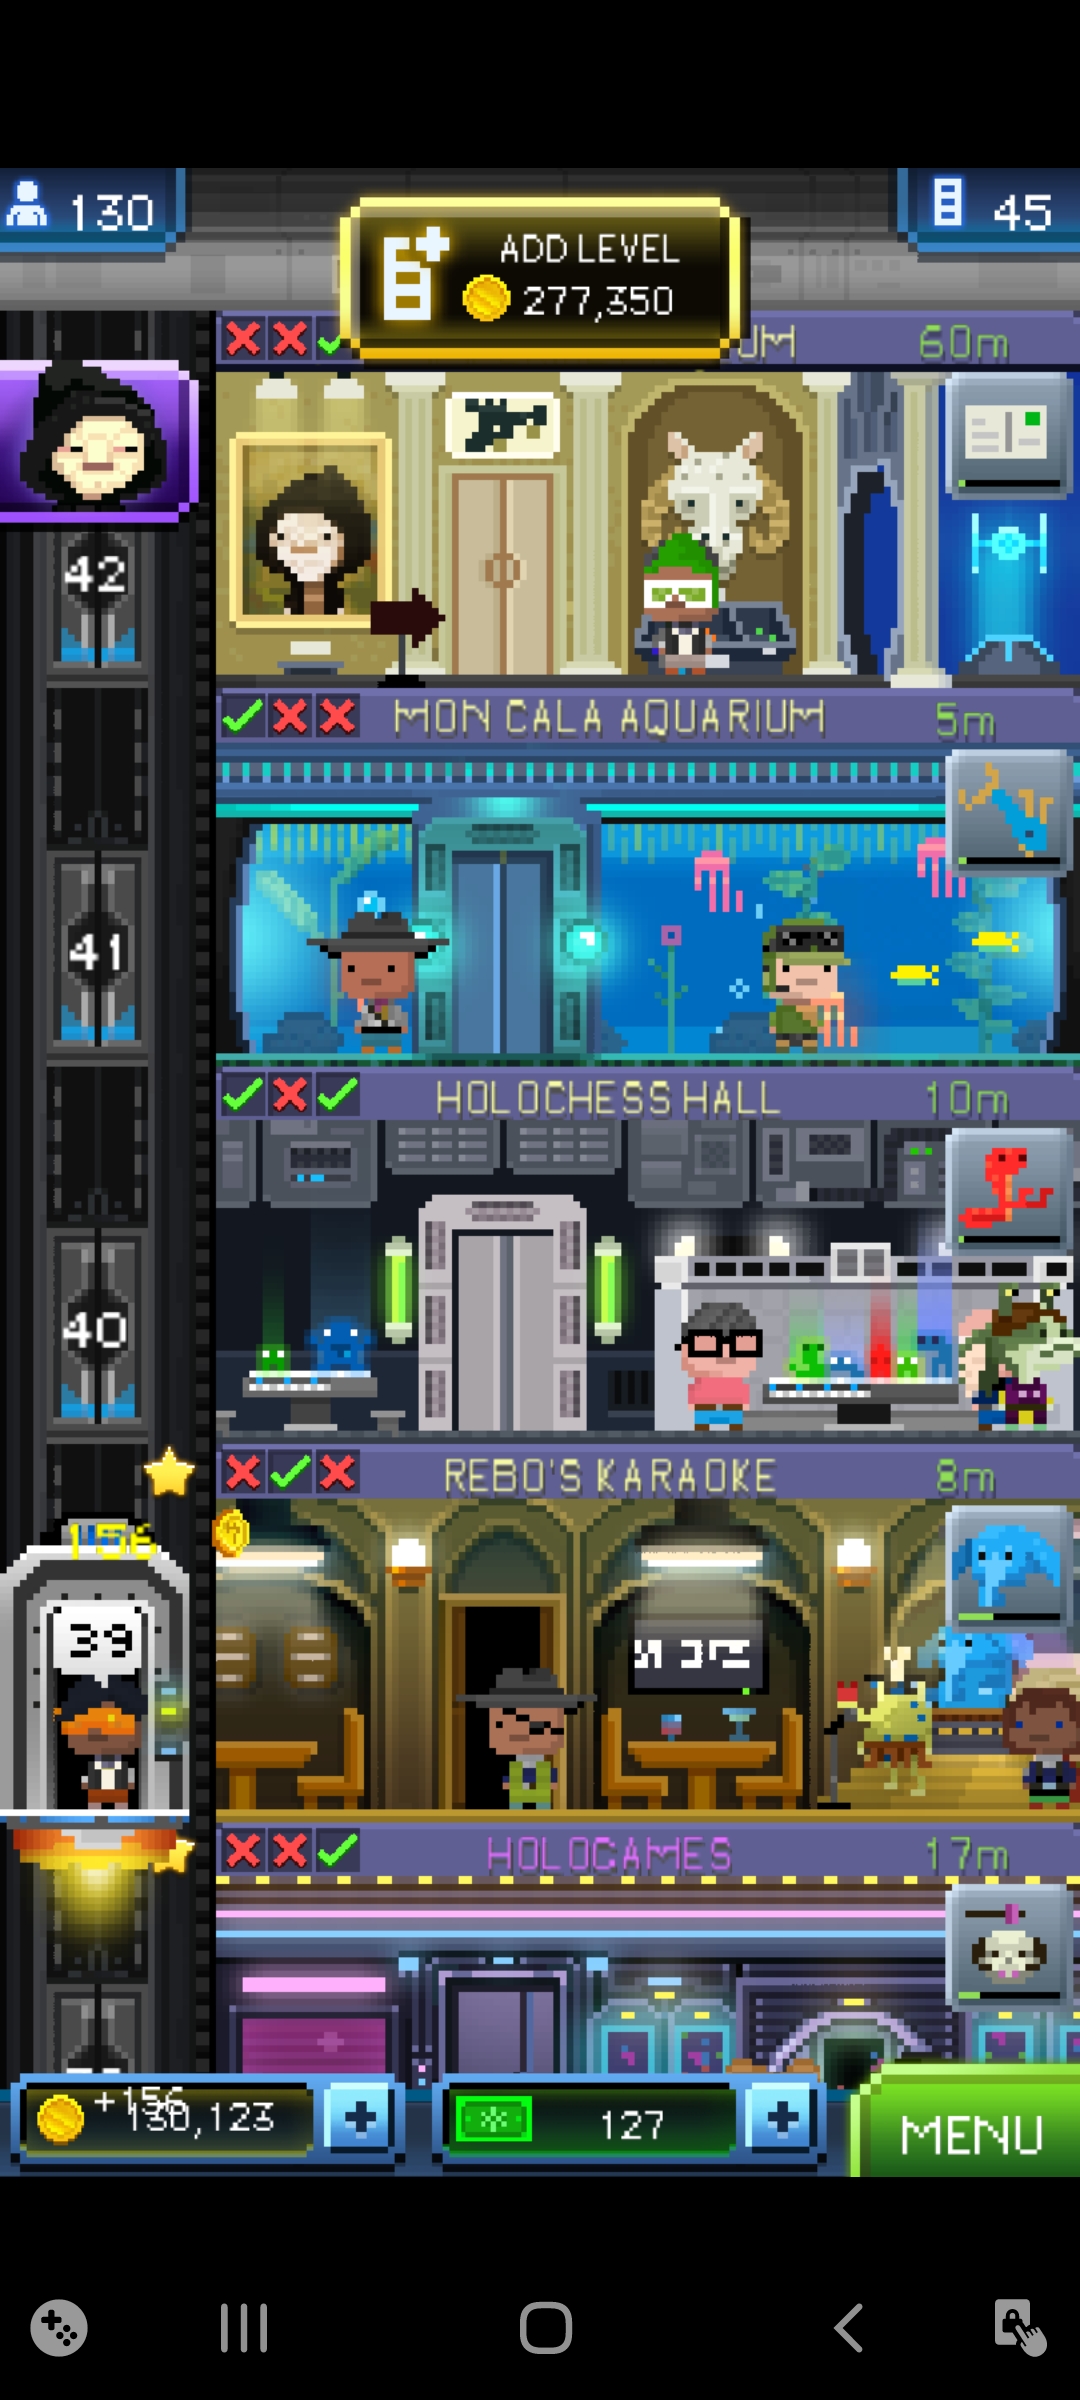 130
45
ADD LEVEL
277,350
UM 60m
42
MON CALA AQUARIUM 5m
41
HOLOCHESS HALL 10m
40
REBO'S KARAOKE 8m
156
39
HOLOGAMES 17m
+156
130,123
127
MENU